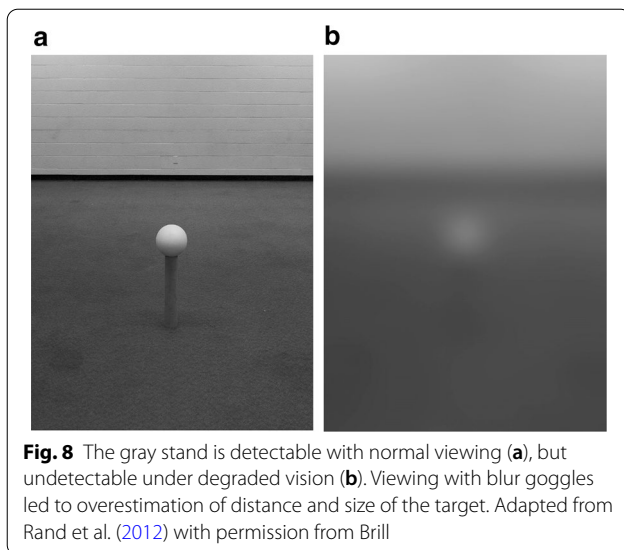 a b
Fig. 8 The gray stand is detectable with normal viewing (a), but
undetectable under degraded vision (b). Viewing with blur goggles
led to overestimation of distance and size of the target. Adapted from
Rand et al. (2012) with permission from Brill